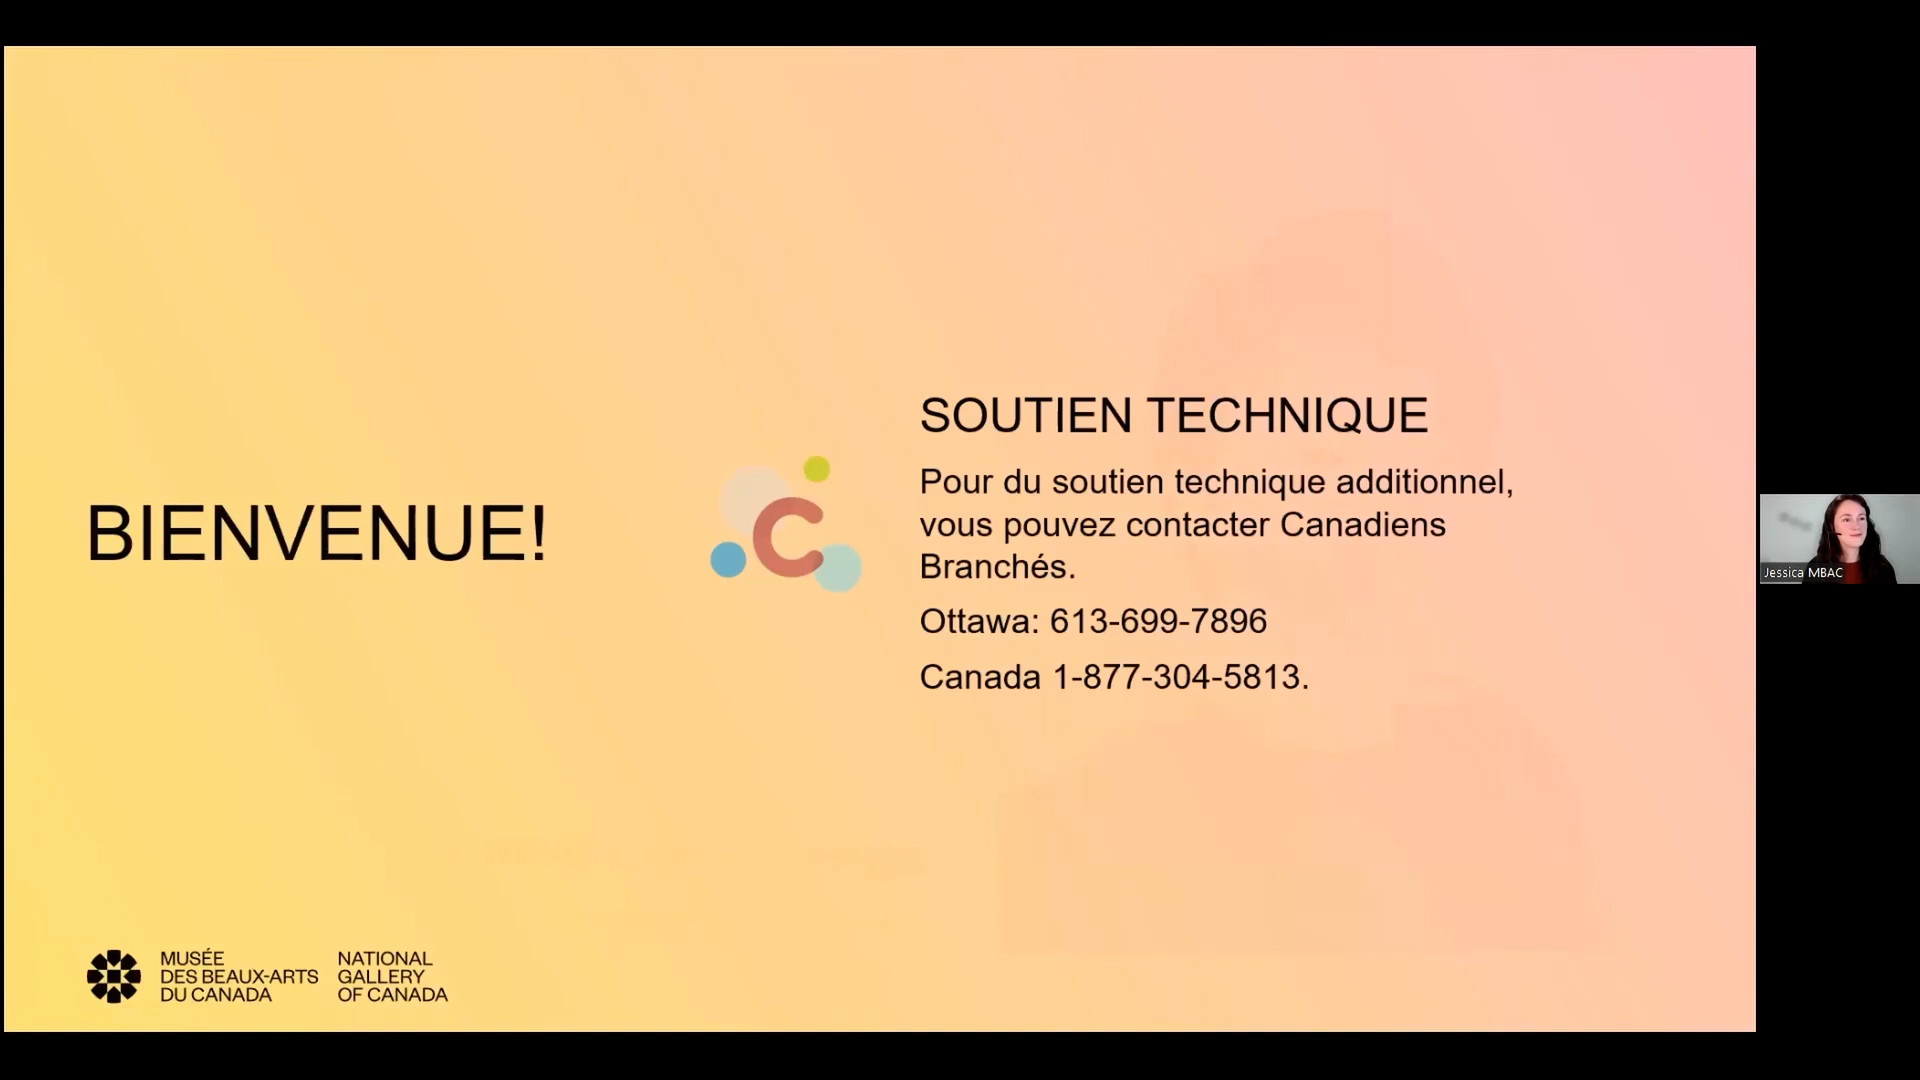 BIENVENUE!
SOUTIEN TECHNIQUE
Pour du soutien technique additionnel,
vous pouvez contacter Canadiens
Branchés.
Ottawa: 613-699-7896
Canada 1-877-304-5813.
Jessica MBAC
MUSÉE
DES BEAUX-ARTS
DU CANADA
NATIONAL
GALLERY
OF CANADA